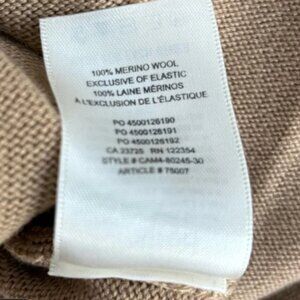 100% MERINO WOOL
EXCLUSIVE OF ELASTIC
100% LAINE MÉRINOS
À L'EXCLUSION DE L'ÉLASTIQUE
PO 4500126190
PO 4500126191
PO 4500126192
CA 23725 RN 122354
STYLE # CAM4-80245-30
ARTICLE # 75007